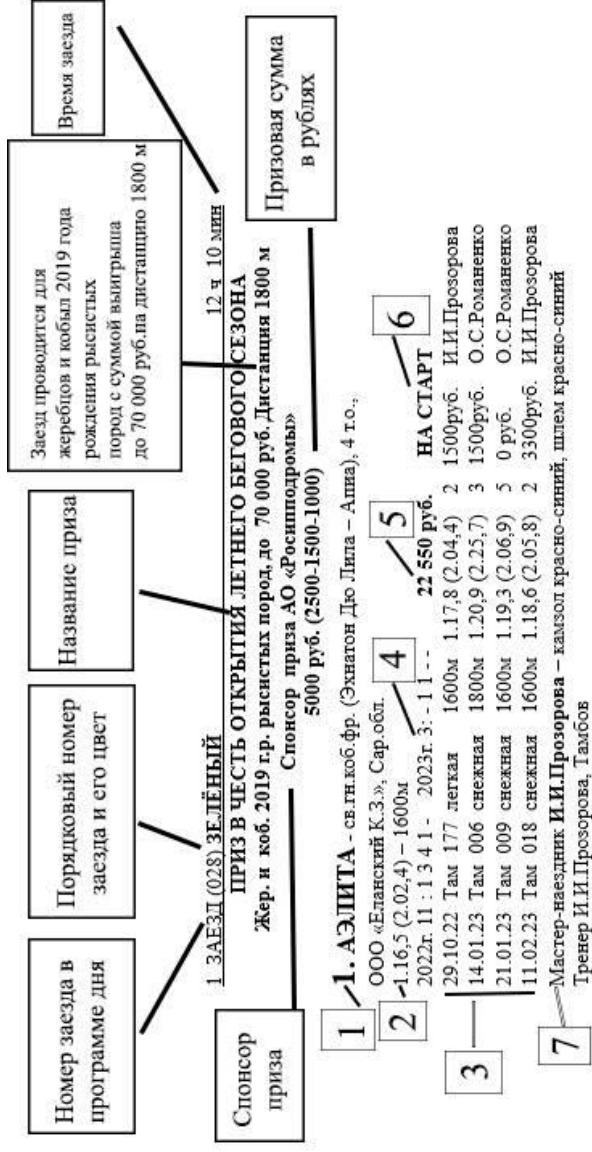 Номер заезда в
программе дня
Порядковый номер
заезда и его цвет
Название приза
Заезд проводится для
жеребцов и кобыл 2019 года
рождения рысистых
пород с суммой выигрыша
до 70 000 руб.на дистанцию 1800 м
Время заезда
1 ЗАЕЗД (028) ЗЕЛЁНЫЙ 12 ч 10 мин
ПРИЗ В ЧЕСТЬ ОТКРЫТИЯ ЛЕТНЕГО БЕГОВОГО СЕЗОНА
Жер. и коб. 2019 г.р. рысистых пород, до 70 000 руб. Дистанция 1800 м
Спонсор приза АО «Росипподромы»
5000 руб. (2500-1500-1000)
Спонсор
приза
Призовая сумма
в рублях
1
1. АЭЛИТА - св.гн.коб.фр. (Эхнатон Дю Лила – Апиа), 4 т.о.,
ООО «Еланский К.З.», Сар.обл.
2
1.16,5 (2.02,4) – 1600м
4
5
6
2022г. 11 : 1 3 4 1 - 2023г. 3: - 1 1 - - 22 550 руб. НА СТАРТ
3
29.10.22 Там 177 легкая 1600м 1.17,8 (2.04,4) 2 1500руб. И.И.Прозорова
14.01.23 Там 006 снежная 1800м 1.20,9 (2.25,7) 3 1500руб. О.С.Романенко
21.01.23 Там 009 снежная 1600м 1.19,3 (2.06,9) 5 0 руб. О.С.Романенко
11.02.23 Там 018 снежная 1600м 1.18,6 (2.05,8) 2 3300руб. И.И.Прозорова
7
Мастер-наездник И.И.Прозорова – камзол красно-синий, шлем красно-синий
Тренер И.И.Прозорова, Тамбов